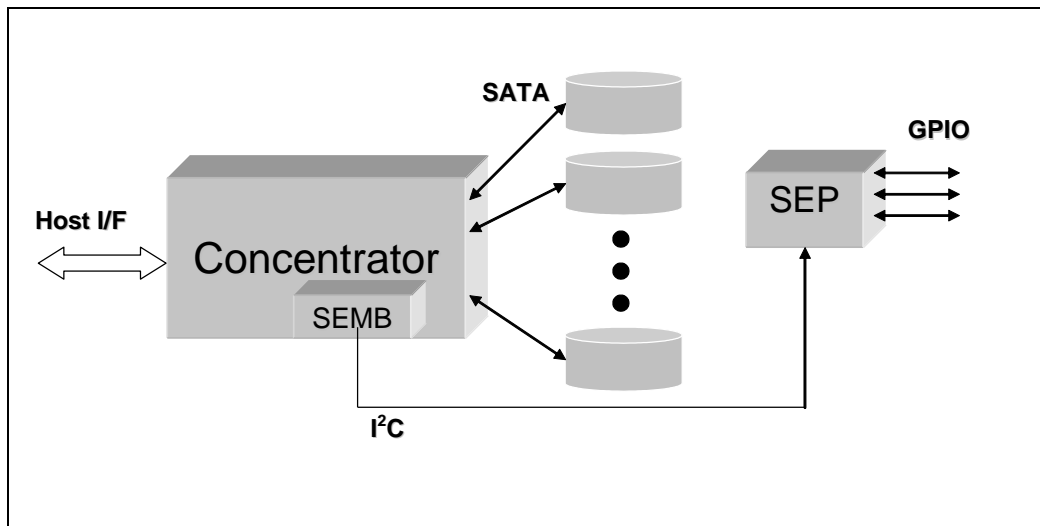 SATA
GPIO
SEP
Host I/F
Concentrator
SEMB
I²C